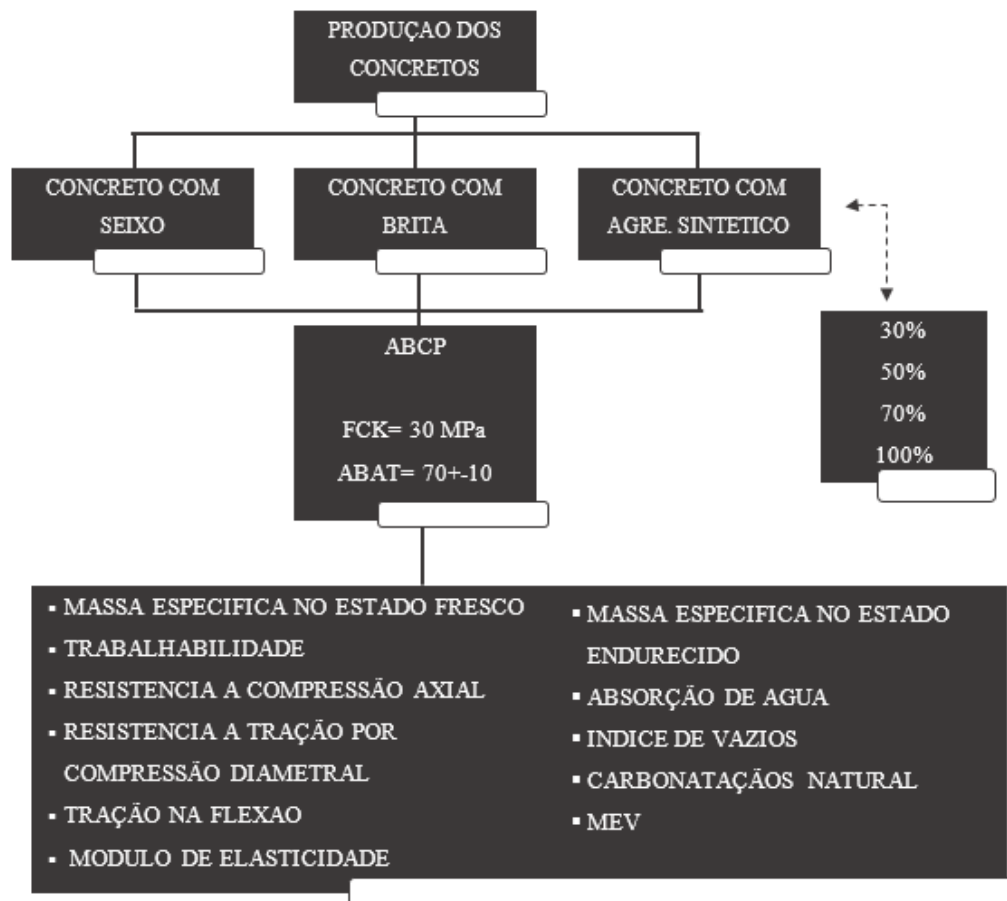 PRODUÇAO DOS
CONCRETOS
CONCRETO COM
SEIXO
CONCRETO COM
BRITA
CONCRETO COM
AGRE. SINTETICO
30%
50%
70%
100%
ABCP
FCK= 30 MPa
ABAT= 70+-10
▪ MASSA ESPECIFICA NO ESTADO FRESCO
▪ TRABALHABILIDADE
▪ RESISTENCIA A COMPRESSÃO AXIAL
▪ RESISTENCIA A TRAÇÃO POR
COMPRESSÃO DIAMETRAL
▪ TRAÇÃO NA FLEXAO
▪ MODULO DE ELASTICIDADE
▪ MASSA ESPECIFICA NO ESTADO
ENDURECIDO
▪ ABSORÇÃO DE AGUA
▪ INDICE DE VAZIOS
▪ CARBONATAÇÃOS NATURAL
▪ MEV